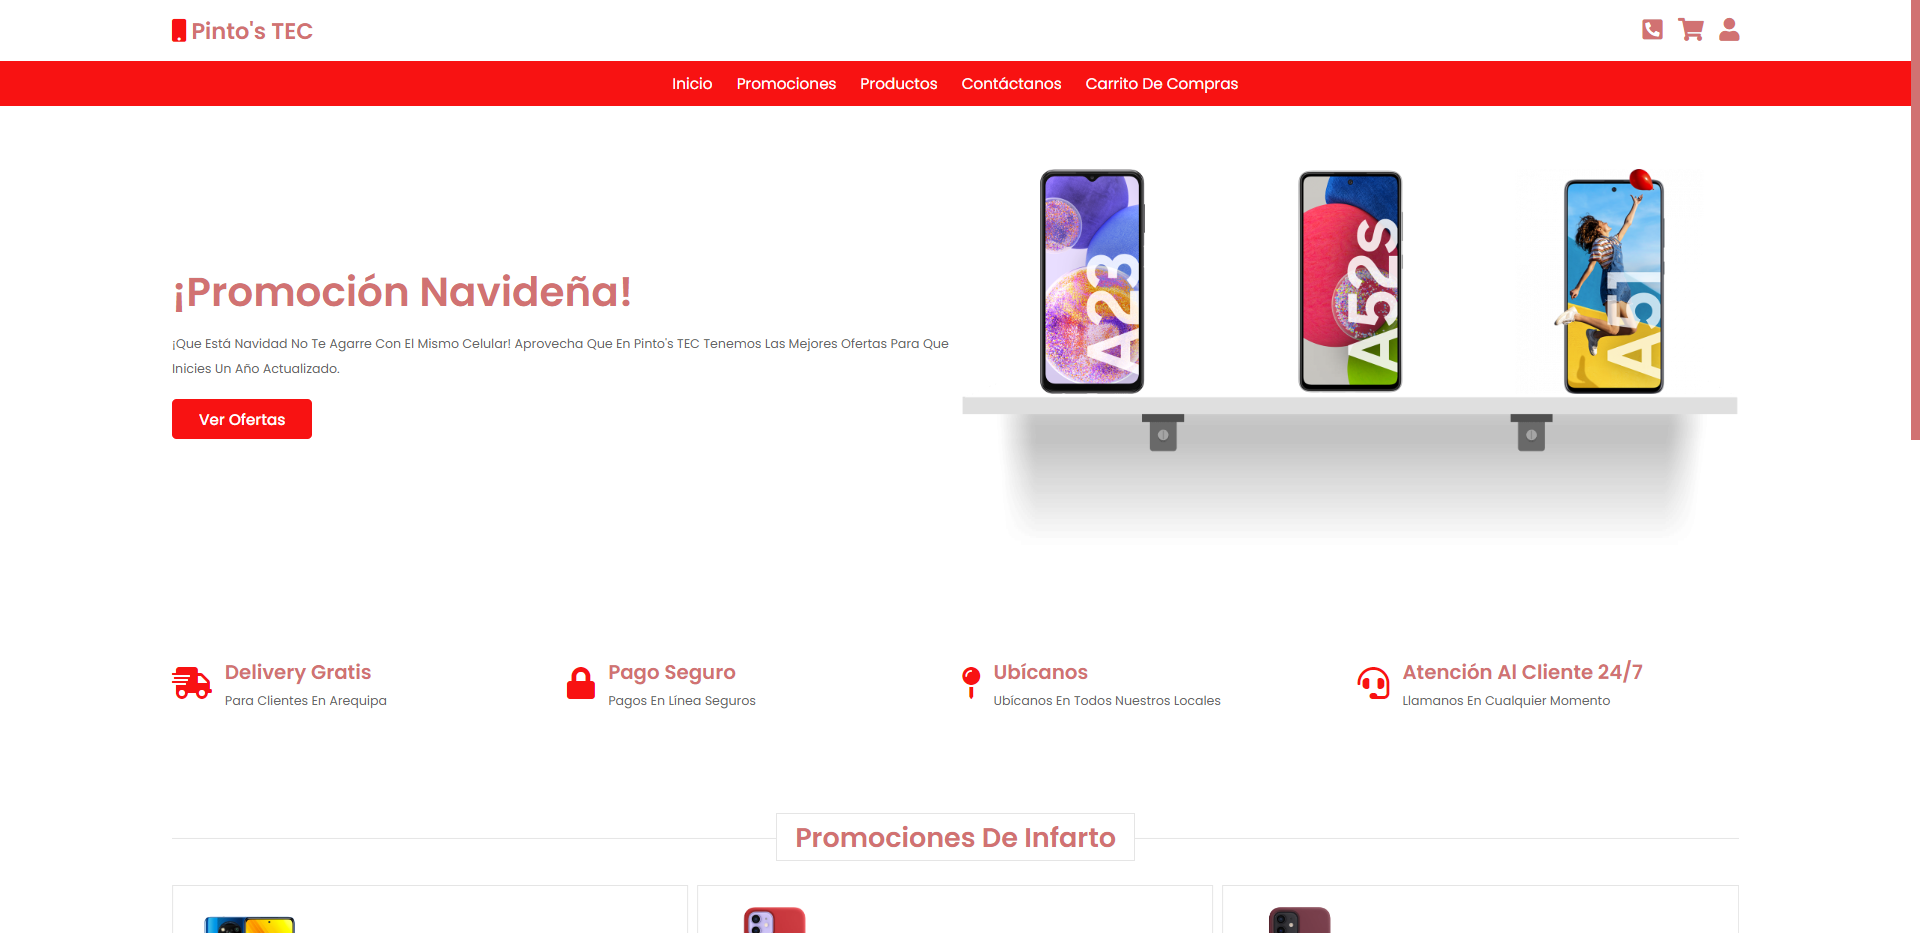 Pinto's TEC
Inicio Promociones Productos Contáctanos Carrito De Compras
¡Promoción Navideña!
¡Que Está Navidad No Te Agarre Con El Mismo Celular! Aprovecha Que En Pinto's TEC Tenemos Las Mejores Ofertas Para Que
Inicies Un Año Actualizado.
Ver Ofertas
A23
A52s
A51
Delivery Gratis
Para Clientes En Arequipa
Pago Seguro
Pagos En Línea Seguros
Ubícanos
Ubícanos En Todos Nuestros Locales
Atención Al Cliente 24/7
Llamanos En Cualquier Momento
Promociones De Infarto